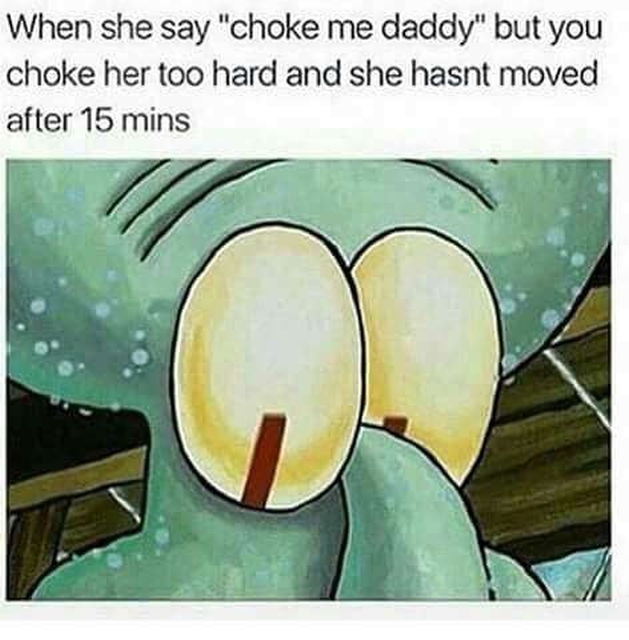 When she say "choke me daddy" but you
choke her too hard and she hasnt moved
after 15 mins